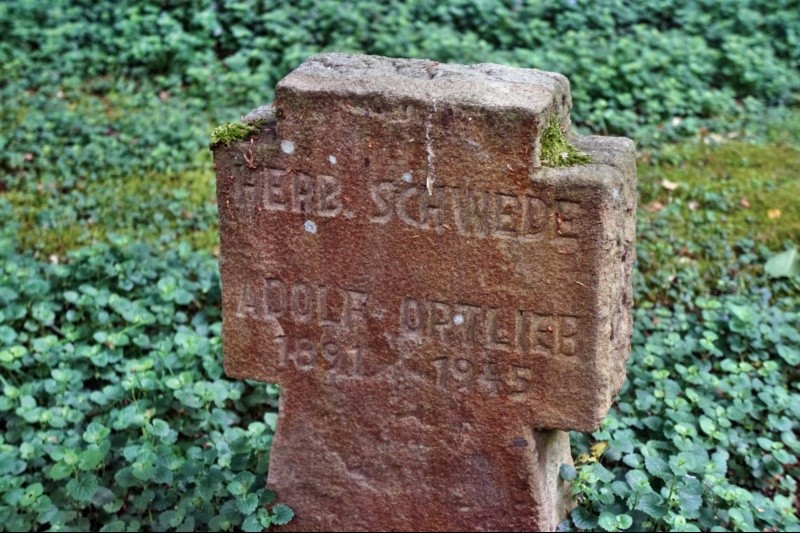 HERB. SCHWEDE
ADOLF - OPTLIEB
1891 1945